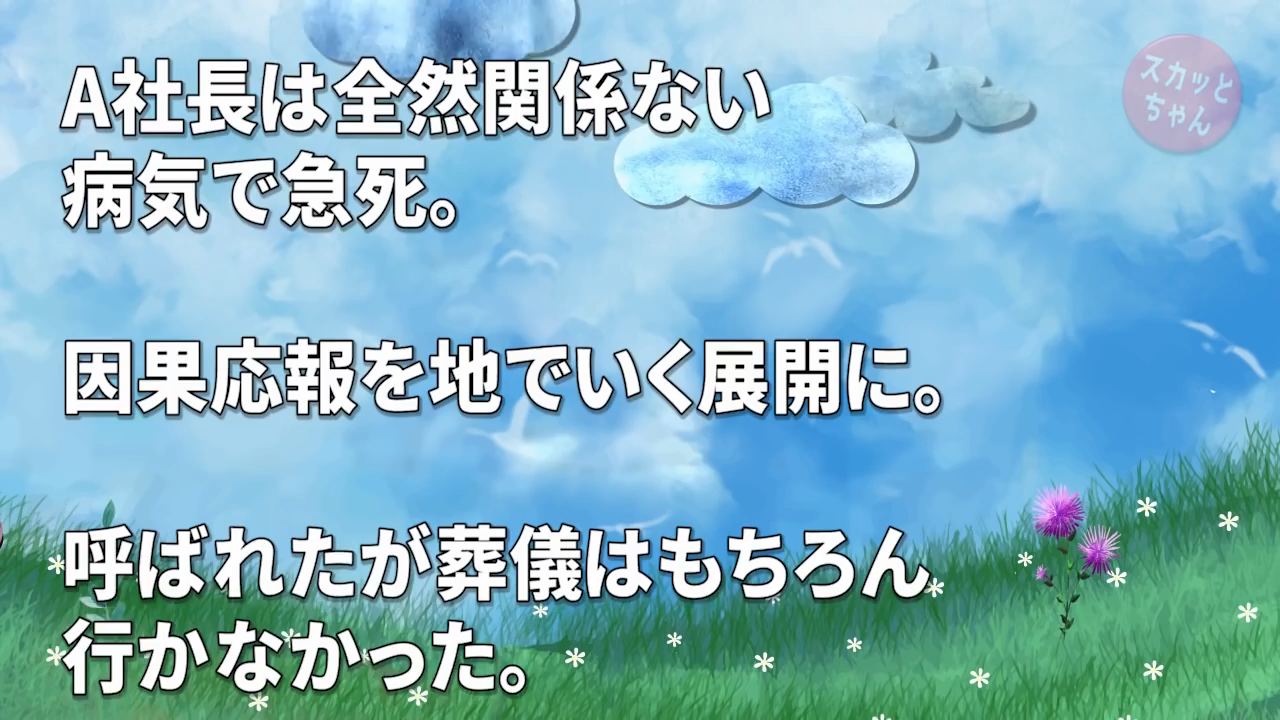 A社長は全然関係ない
病気で急死。
因果応報を地でいく展開に。
呼ばれたが葬儀はもちろん
行かなかった。
スカッと
ちゃん